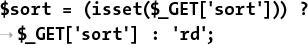 $sort = (isset($_GET['sort'])) ?
→ $_GET['sort'] : 'rd';